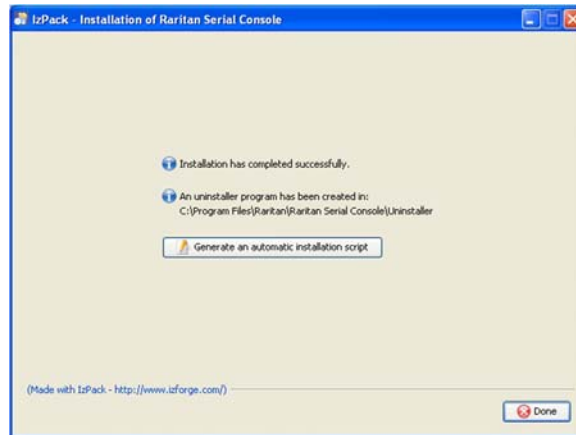 IzPack - Installation of Raritan Serial Console
Installation has completed successfully.
An uninstaller program has been created in:
C:\Program Files\Raritan\Raritan Serial Console\Uninstaller
Generate an automatic installation script
(Made with IzPack - http://www.izforge.com/)
Done